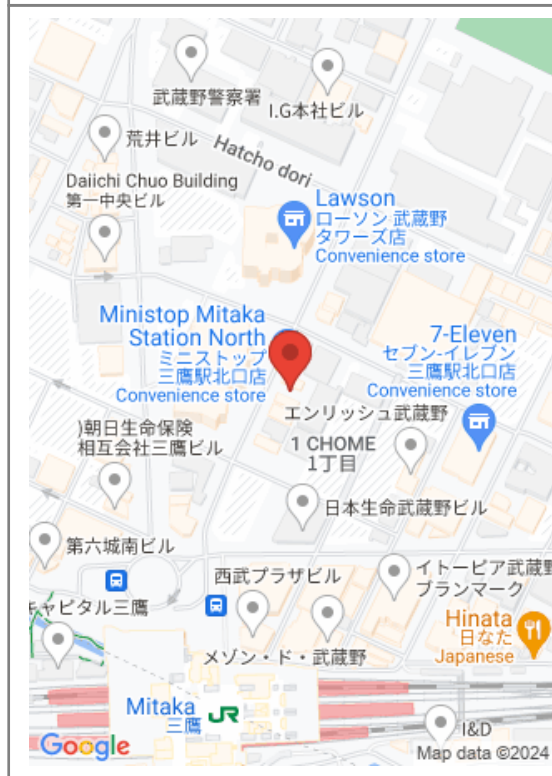 武蔵野警察署
I.G本社ビル
荒井ビル
Hatcho dori
Daiichi Chuo Building
第一中央ビル
Lawson
ローソン 武蔵野
タワーズ店
Convenience store
Ministop Mitaka
Station North
ミニストップ
三鷹駅北口店
Convenience store
7-Eleven
セブン-イレブン
三鷹駅北口店
Convenience store
エンリッシュ武蔵野
1 CHOME
1丁目
)朝日生命保険
相互会社三鷹ビル
日本生命武蔵野ビル
第六城南ビル
西武プラザビル
イトーピア武蔵野
ブランマーク
キャピタル三鷹
メゾン・ド・武蔵野
Hinata
日なた
Japanese
Mitaka
三鷹
JR
I&D
Google
Map data ©2024